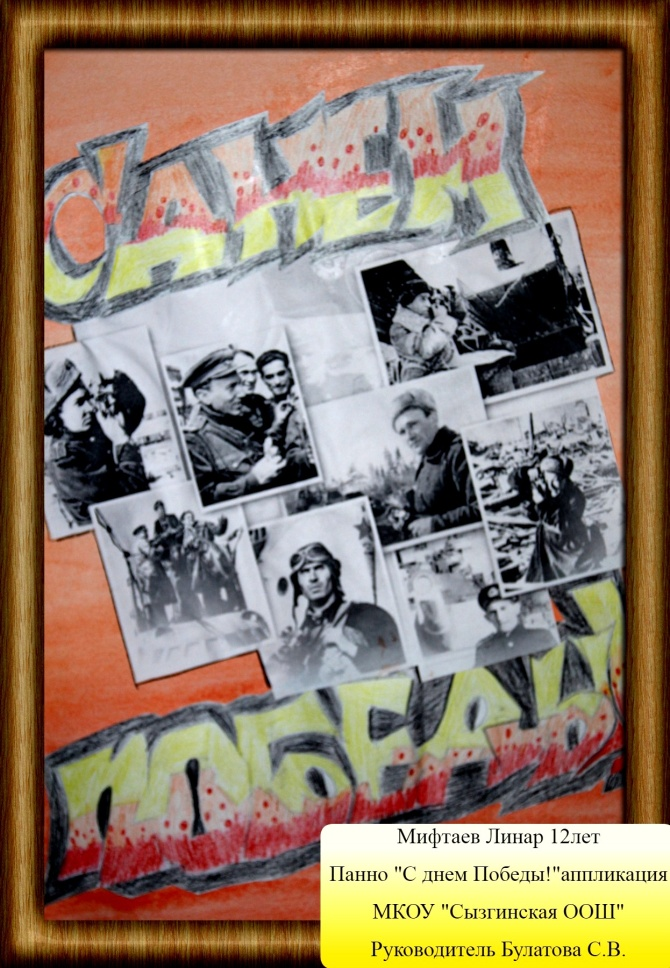 С ДНЕМ
ПОБЕДЫ!
Мифтаев Линар 12лет
Панно "С днем Победы!"аппликация
МКОУ "Сызгинская ООШ"
Руководитель Булатова С.В.